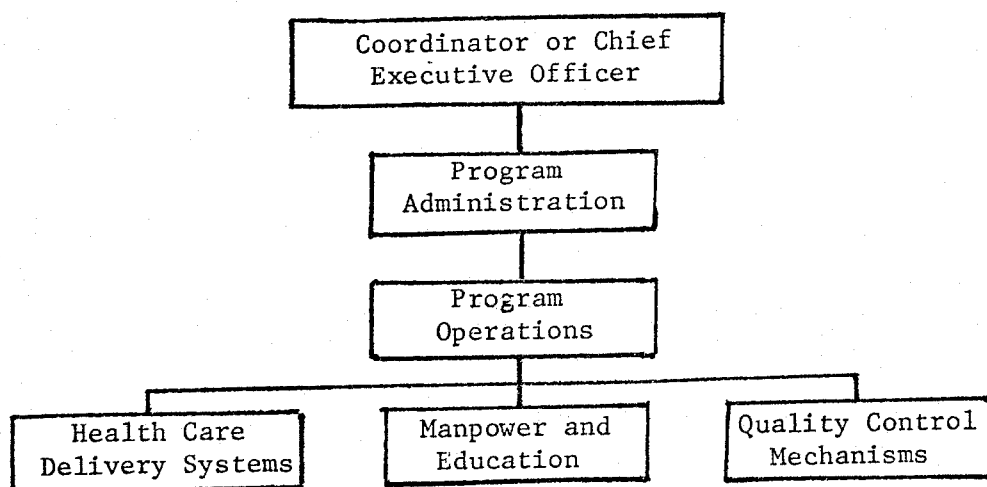 Coordinator or Chief
Executive Officer
Program
Administration
Program
Operations
Health Care
Delivery Systems
Manpower and
Education
Quality Control
Mechanisms